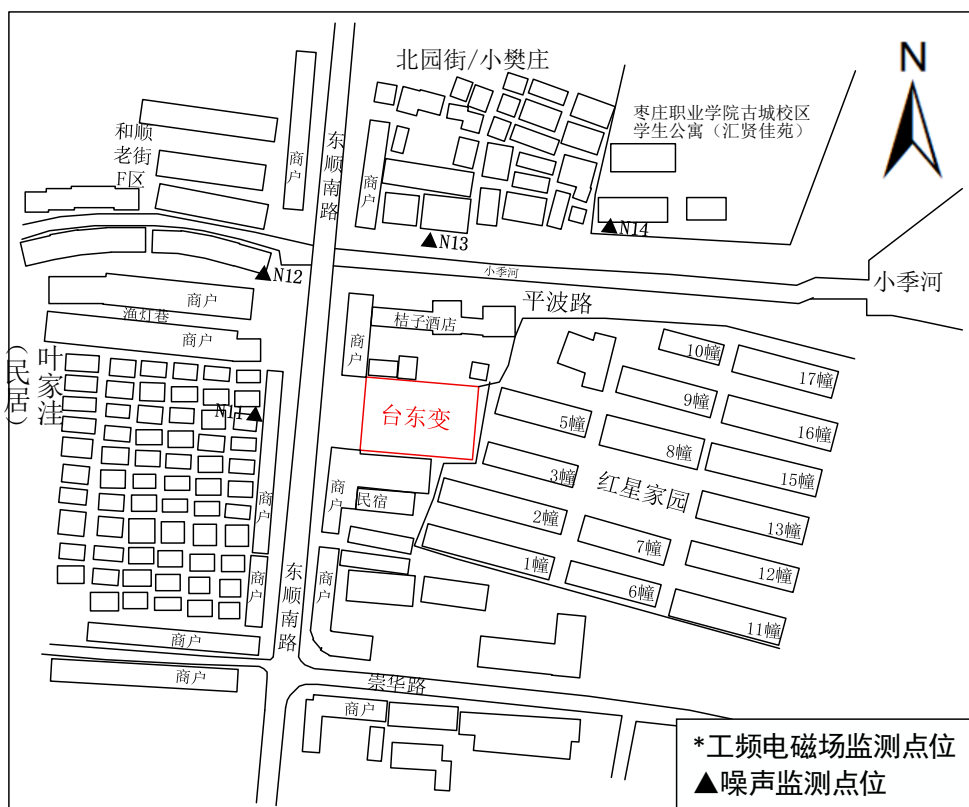 北园街/小樊庄
N
枣庄职业学院古城校区
学生公寓（汇贤佳苑）
和顺
老街
F区
商户
东顺南路
商户
N14
N13
小季河
小季河
N12
平波路
商户
渔灯巷
商户
桔子酒店
商户
叶家洼
（民居）
N11
台东变
10幢
17幢
9幢
16幢
5幢
8幢
15幢
3幢
红星家园
2幢
13幢
7幢
1幢
12幢
6幢
11幢
商户
民宿
商户
商户
东顺南路
商户
商户
商户
崇华路
商户
*工频电磁场监测点位
▲噪声监测点位